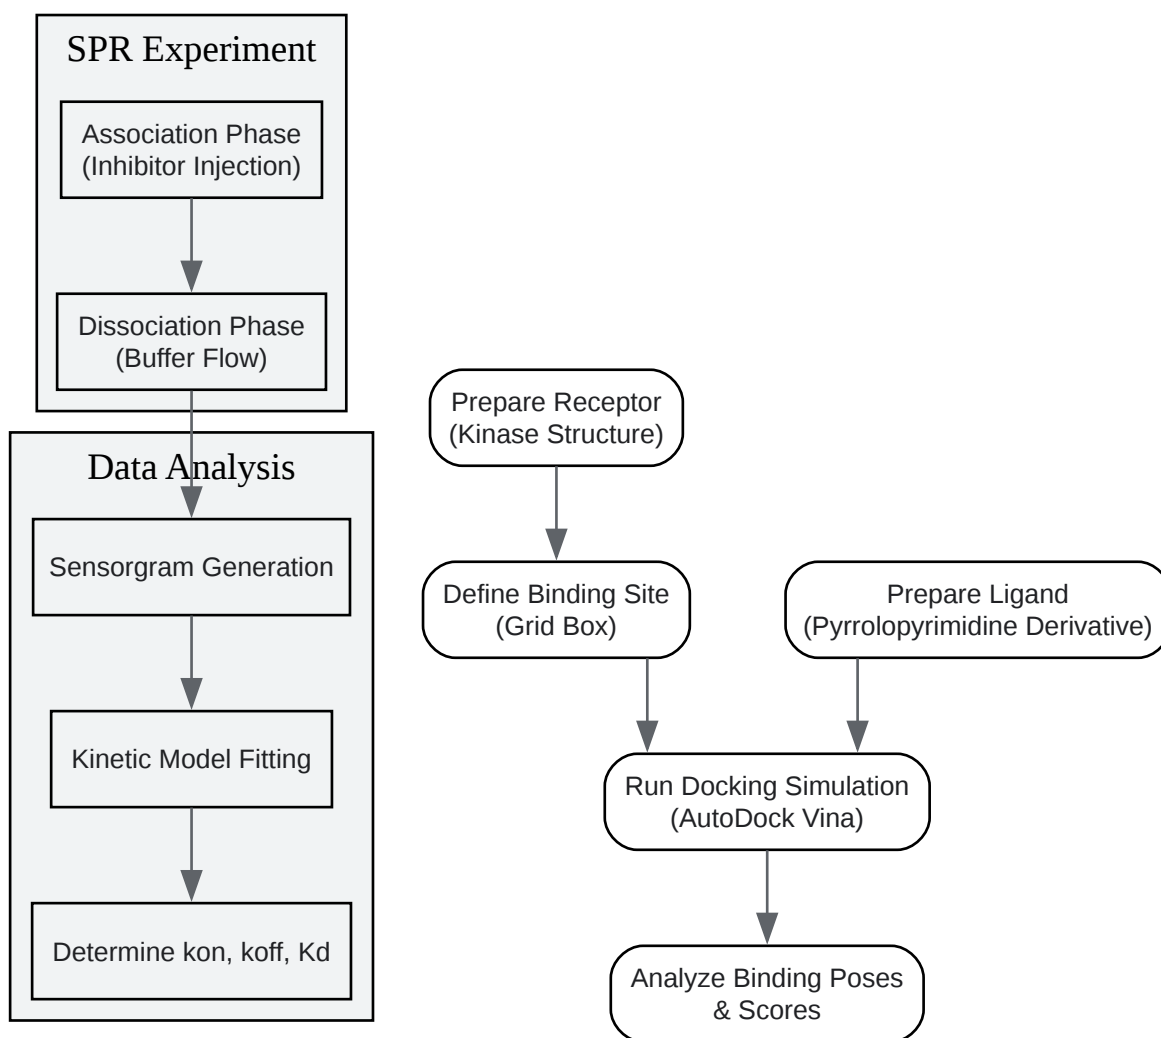 SPR Experiment
Association Phase
(Inhibitor Injection)
Dissociation Phase
(Buffer Flow)
Data Analysis
Sensorgram Generation
Kinetic Model Fitting
Determine kon, koff, Kd
Prepare Receptor
(Kinase Structure)
Define Binding Site
(Grid Box)
Prepare Ligand
(Pyrrolopyrimidine Derivative)
Run Docking Simulation
(AutoDock Vina)
Analyze Binding Poses
& Scores